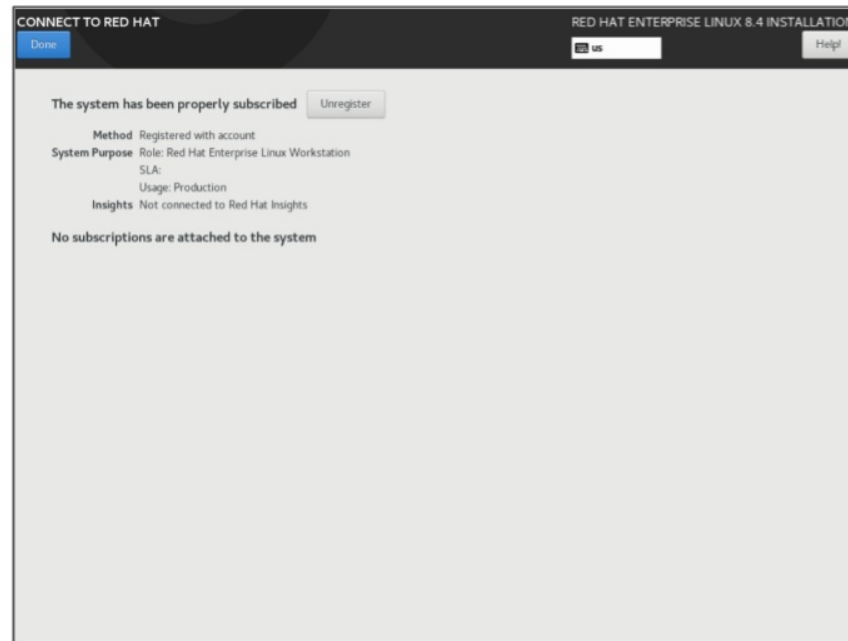 CONNECT TO RED HAT
RED HAT ENTERPRISE LINUX 8.4 INSTALLATION
Done
us
Help!
The system has been properly subscribed Unregister
Method Registered with account
System Purpose Role: Red Hat Enterprise Linux Workstation
SLA:
Usage: Production
Insights Not connected to Red Hat Insights
No subscriptions are attached to the system